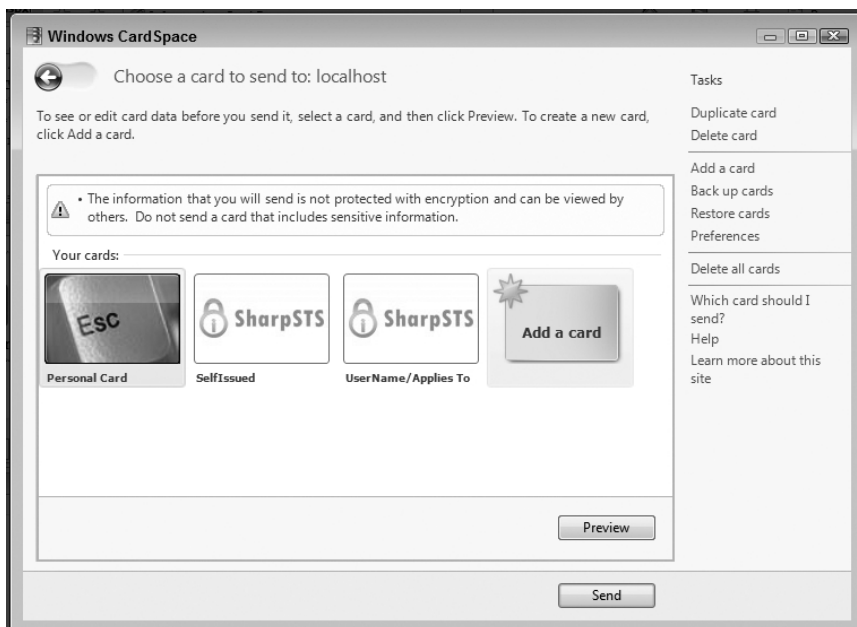 Windows CardSpace
Choose a card to send to: localhost
To see or edit card data before you send it, select a card, and then click Preview. To create a new card,
click Add a card.
• The information that you will send is not protected with encryption and can be viewed by
others. Do not send a card that includes sensitive information.
Your cards:
Esc
SharpSTS
SharpSTS
Add a card
Personal Card
SelfIssued
UserName/Applies To
Preview
Send
Tasks
Duplicate card
Delete card
Add a card
Back up cards
Restore cards
Preferences
Delete all cards
Which card should I
send?
Help
Learn more about this
site